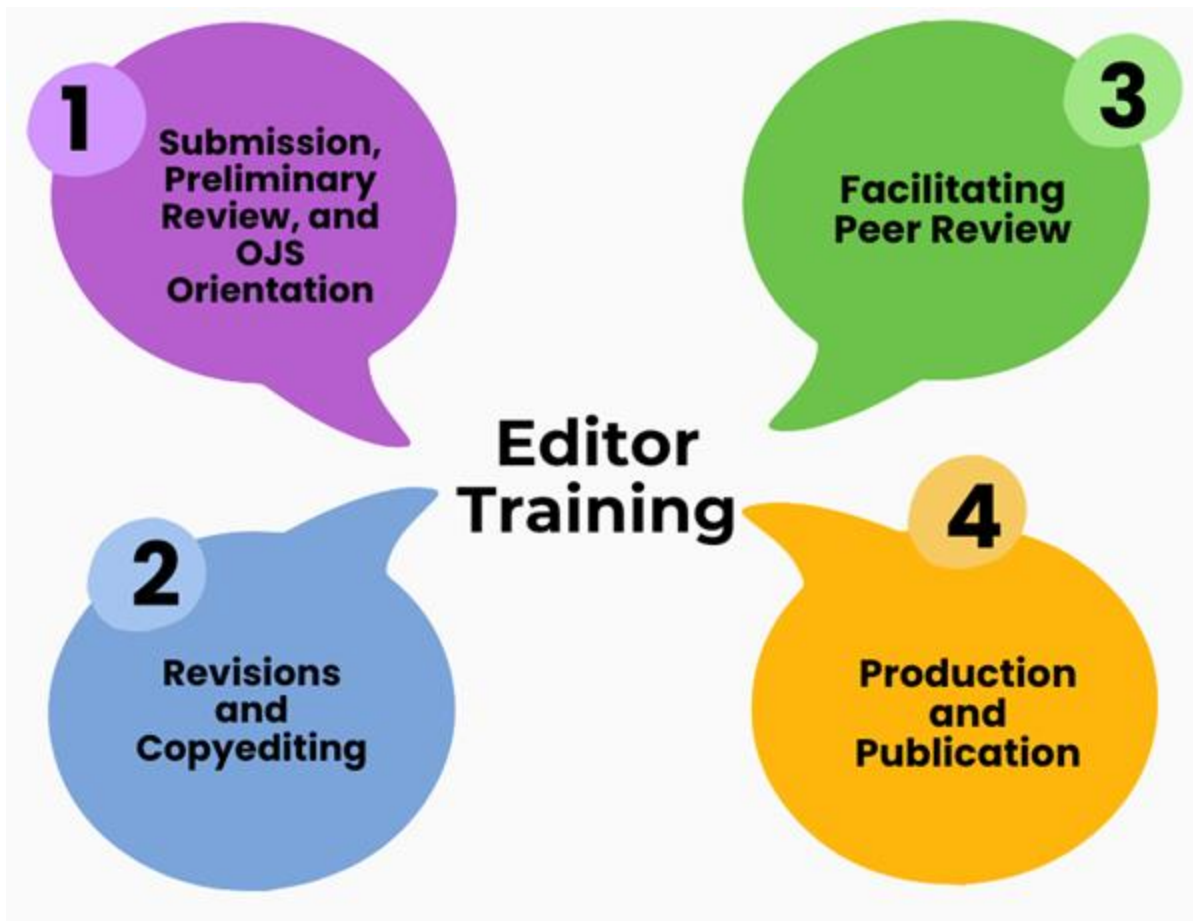 1
Submission,
Preliminary
Review, and
OJS
Orientation
2
Revisions
and
Copyediting
Editor
Training
3
Facilitating
Peer Review
4
Production
and
Publication